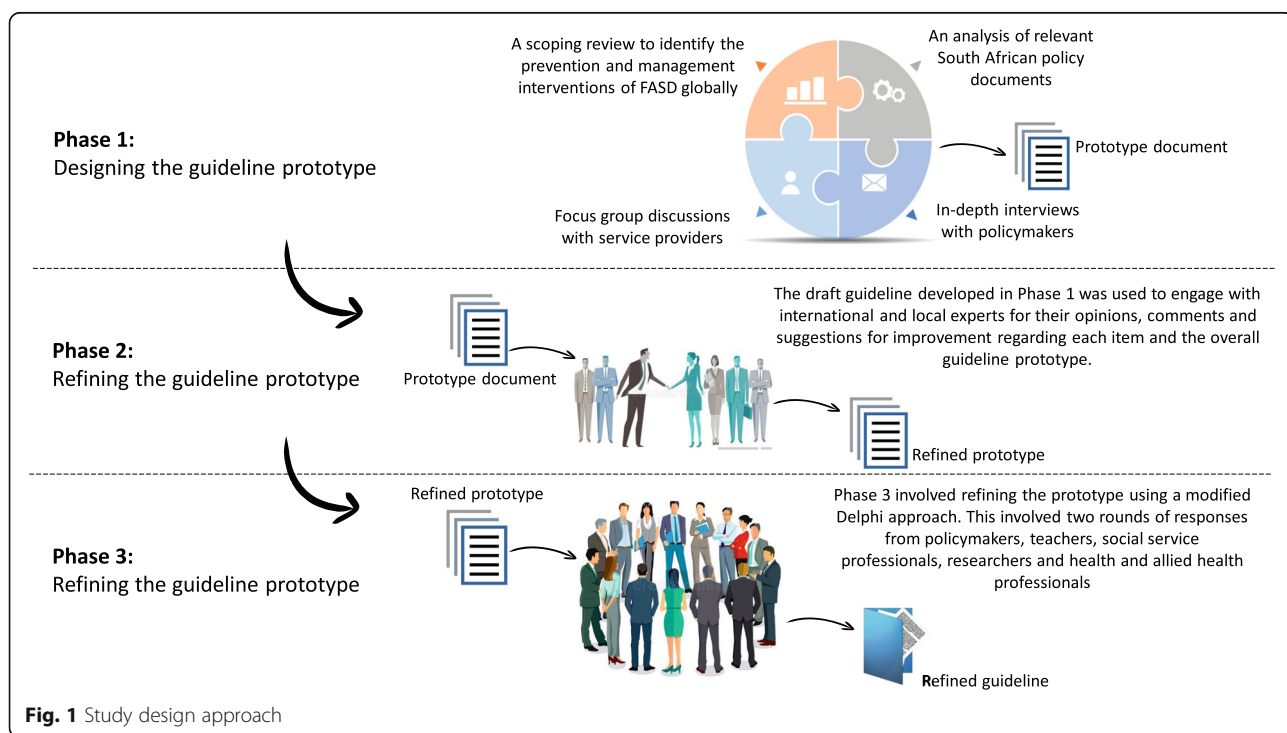 A scoping review to identify the
prevention and management
interventions of FASD globally
An analysis of relevant
South African policy
documents
Phase 1:
Designing the guideline prototype
Prototype document
Focus group discussions
with service providers
In-depth interviews
with policymakers
The draft guideline developed in Phase 1 was used to engage with
international and local experts for their opinions, comments and
suggestions for improvement regarding each item and the overall
guideline prototype.
Phase 2:
Refining the guideline prototype
Prototype document
Refined prototype
Refined prototype
Phase 3 involved refining the prototype using a modified
Delphi approach. This involved two rounds of responses
from policymakers, teachers, social service
professionals, researchers and health and allied health
professionals
Phase 3:
Refining the guideline prototype
Refined guideline
Fig. 1 Study design approach